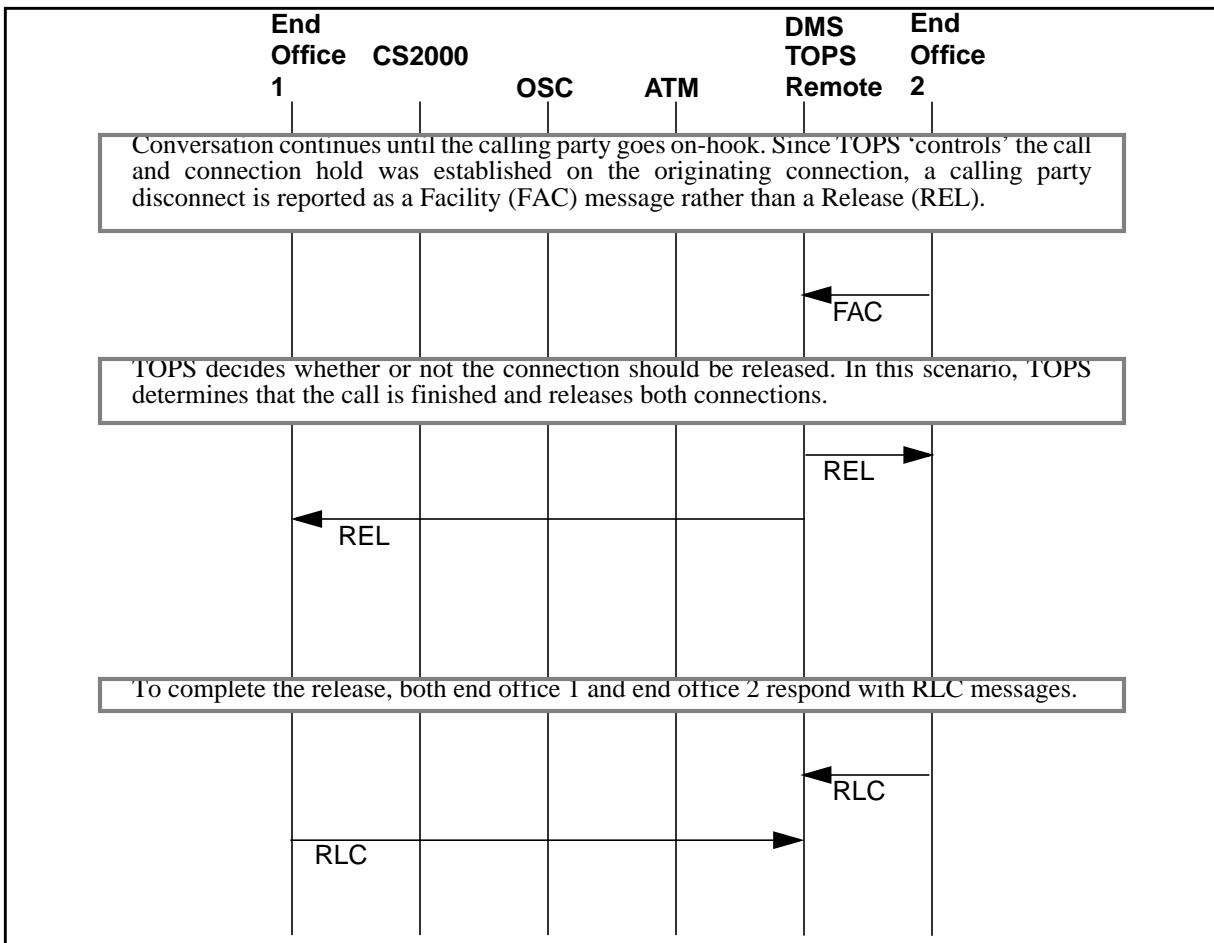 End Office 1
CS2000
OSC
ATM
DMS TOPS Remote
End Office 2
Conversation continues until the calling party goes on-hook. Since TOPS ‘controls’ the call
and connection hold was established on the originating connection, a calling party
disconnect is reported as a Facility (FAC) message rather than a Release (REL).
FAC
TOPS decides whether or not the connection should be released. In this scenario, TOPS
determines that the call is finished and releases both connections.
REL
REL
To complete the release, both end office 1 and end office 2 respond with RLC messages.
RLC
RLC